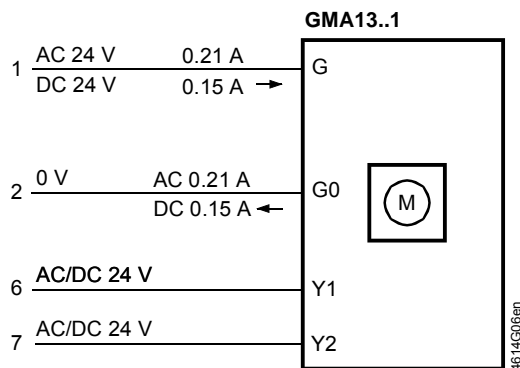 GMA13..1
AC 24 V 0.21 A
1 G
DC 24 V 0.15 A
0 V AC 0.21 A
2 G0
DC 0.15 A
M
AC/DC 24 V
6 Y1
AC/DC 24 V
7 Y2
4614G06en